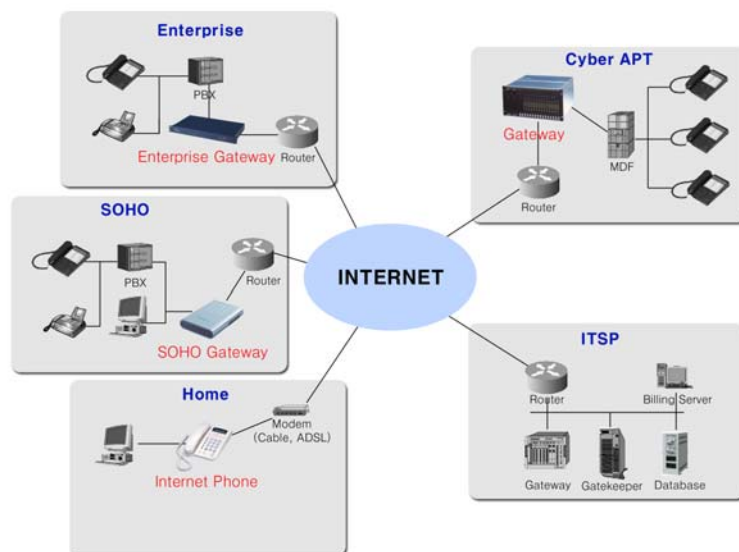 Enterprise
PBX
Enterprise Gateway
Router
Cyber APT
Gateway
MDF
Router
SOHO
PBX
Router
SOHO Gateway
INTERNET
Home
Modem
(Cable, ADSL)
Internet Phone
ITSP
Router
Billing Server
Gateway
Gatekeeper
Database